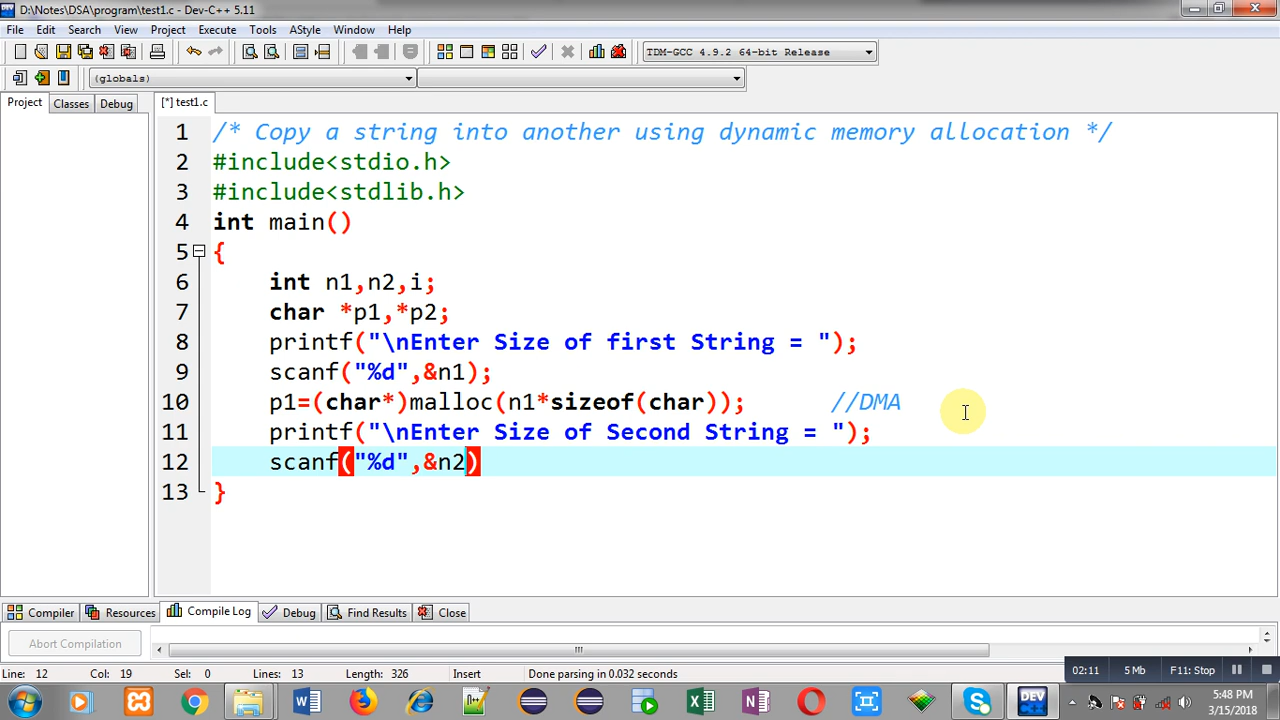 D:\Notes\DSA\program\test1.c - Dev-C++ 5.11
File Edit Search View Project Execute Tools AStyle Window Help
TDM-GCC 4.9.2 64-bit Release
(globals)
Project Classes Debug [*] test1.c
1 /* Copy a string into another using dynamic memory allocation */
2 #include<stdio.h>
3 #include<stdlib.h>
4 int main()
5 {
6 int n1,n2,i;
7 char *p1,*p2;
8 printf("\nEnter Size of first String = ");
9 scanf("%d",&n1);
10 p1=(char*)malloc(n1*sizeof(char)); //DMA
11 printf("\nEnter Size of Second String = ");
12 scanf("%d",&n2)
13 }
Compiler Resources Compile Log Debug Find Results Close
Abort Compilation
Line: 12 Col: 19 Sel: 0 Lines: 13 Length: 326 Insert Done parsing in 0.032 seconds
02:11 5 Mb F11: Stop
DEV
5:48 PM
3/15/2018